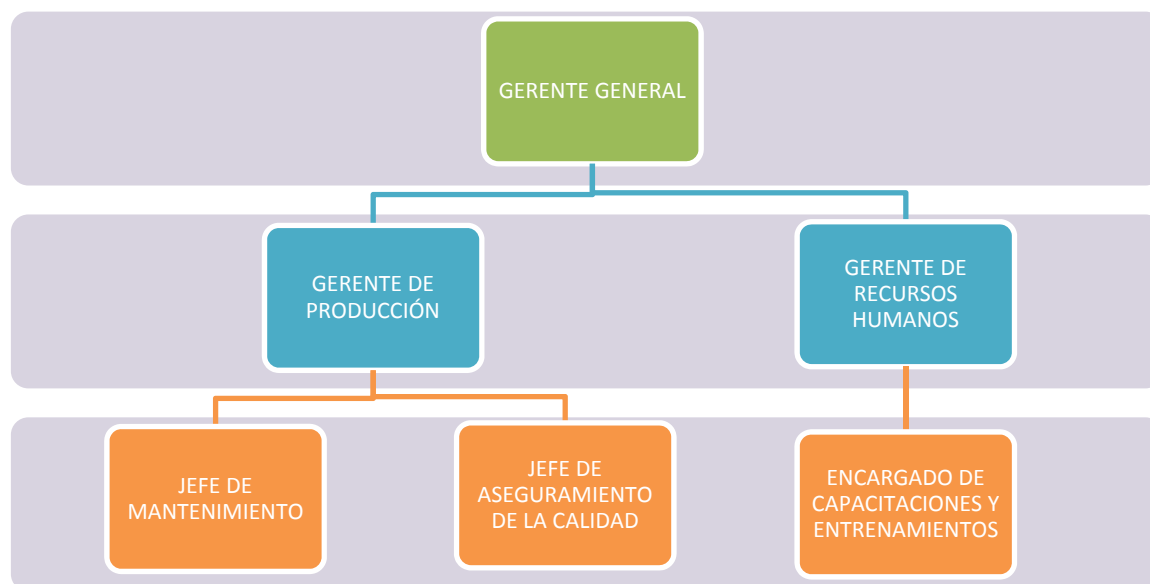 GERENTE GENERAL
GERENTE DE
PRODUCCIÓN
GERENTE DE
RECURSOS
HUMANOS
JEFE DE
MANTENIMIENTO
JEFE DE
ASEGURAMIENTO
DE LA CALIDAD
ENCARGADO DE
CAPACITACIONES Y
ENTRENAMIENTOS